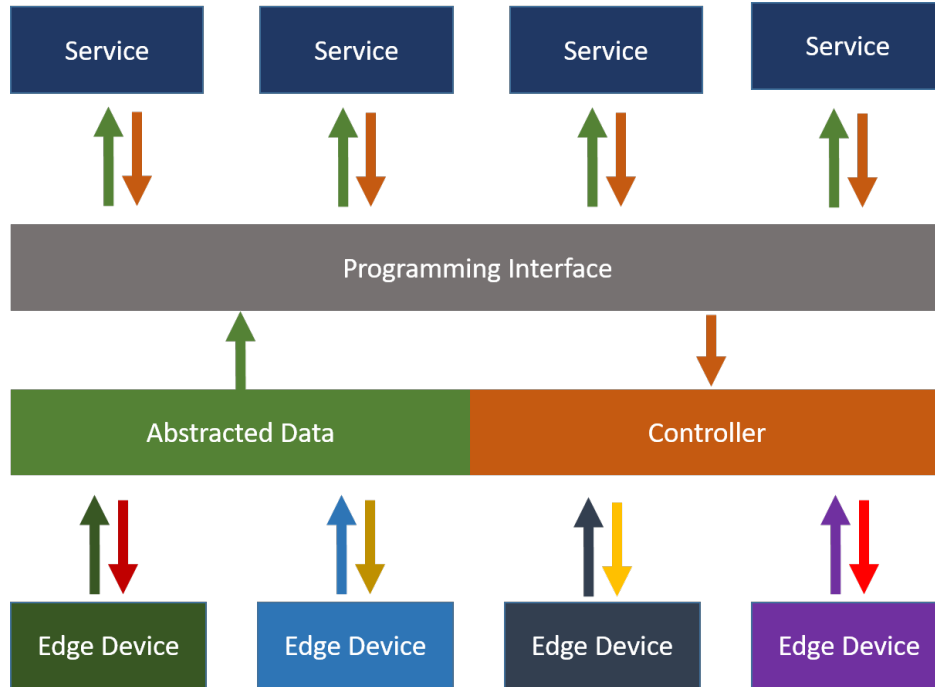 Service
Service
Service
Service
Programming Interface
Abstracted Data
Controller
Edge Device
Edge Device
Edge Device
Edge Device